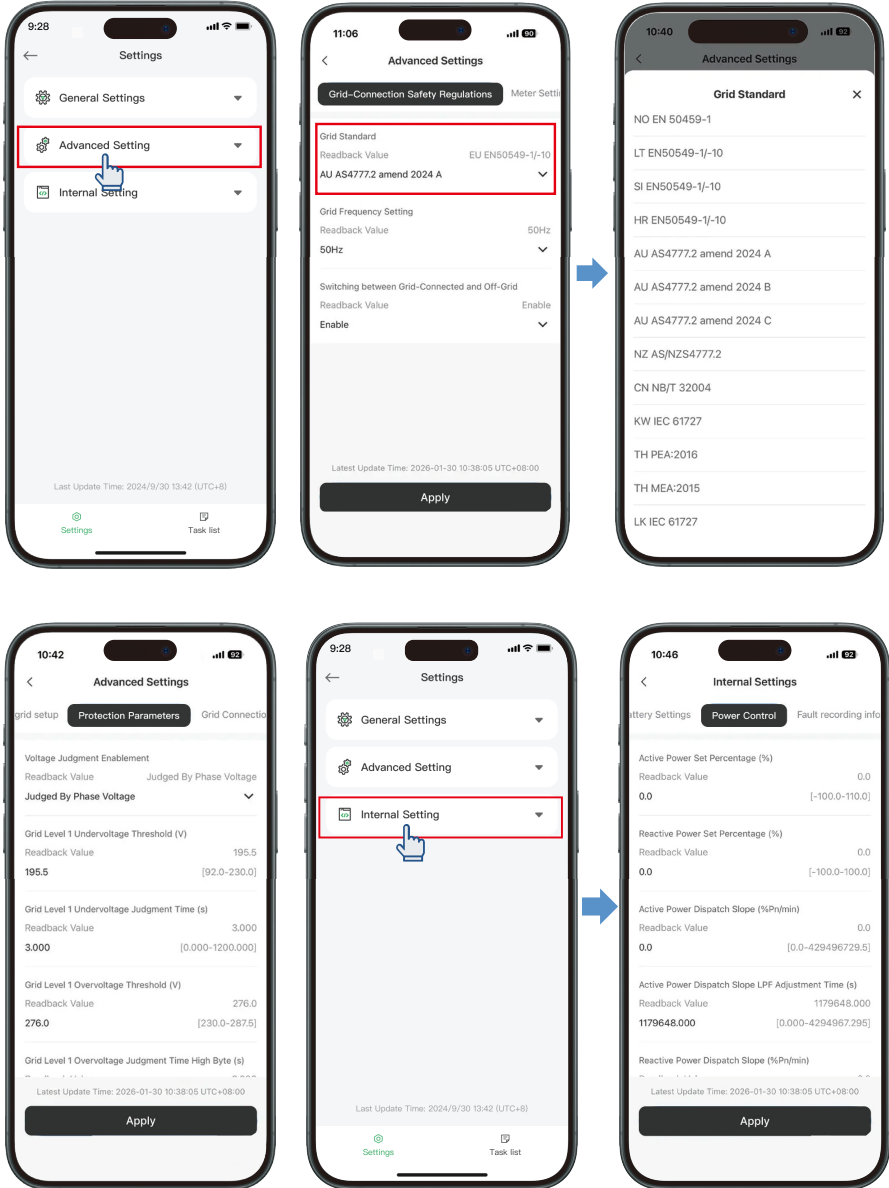 9:28
Settings
General Settings
Advanced Setting
Internal Setting
Last Update Time: 2024/9/30 13:42 (UTC+8)
Settings
Task list
11:06
90
Advanced Settings
Grid-Connection Safety Regulations
Meter Setti
Grid Standard
Readback Value
EU EN50549-1/-10
AU AS4777.2 amend 2024 A
Grid Frequency Setting
Readback Value
50Hz
50Hz
Switching between Grid-Connected and Off-Grid
Readback Value
Enable
Enable
Latest Update Time: 2026-01-30 10:38:05 UTC+08:00
Apply
10:40
92
Advanced Settings
Grid Standard
NO EN 50459-1
LT EN50549-1/-10
SI EN50549-1/-10
HR EN50549-1/-10
AU AS4777.2 amend 2024 A
AU AS4777.2 amend 2024 B
AU AS4777.2 amend 2024 C
NZ AS/NZS4777.2
CN NB/T 32004
KW IEC 61727
TH PEA:2016
TH MEA:2015
LK IEC 61727
10:42
92
Advanced Settings
grid setup
Protection Parameters
Grid Connectio
Voltage Judgment Enablement
Readback Value
Judged By Phase Voltage
Judged By Phase Voltage
Grid Level 1 Undervoltage Threshold (V)
Readback Value
195.5
195.5
[92.0-230.0]
Grid Level 1 Undervoltage Judgment Time (s)
Readback Value
3.000
3.000
[0.000-1200.000]
Grid Level 1 Overvoltage Threshold (V)
Readback Value
276.0
276.0
[230.0-287.5]
Grid Level 1 Overvoltage Judgment Time High Byte (s)
Latest Update Time: 2026-01-30 10:38:05 UTC+08:00
Apply
9:28
Settings
General Settings
Advanced Setting
Internal Setting
Last Update Time: 2024/9/30 13:42 (UTC+8)
Settings
Task list
10:46
92
Internal Settings
attery Settings
Power Control
Fault recording info
Active Power Set Percentage (%)
Readback Value
0.0
0.0
[-100.0-110.0]
Reactive Power Set Percentage (%)
Readback Value
0.0
0.0
[-100.0-100.0]
Active Power Dispatch Slope (%Pn/min)
Readback Value
0.0
0.0
[0.0-429496729.5]
Active Power Dispatch Slope LPF Adjustment Time (s)
Readback Value
1179648.000
1179648.000
[0.000-4294967.295]
Reactive Power Dispatch Slope (%Pn/min)
Latest Update Time: 2026-01-30 10:38:05 UTC+08:00
Apply